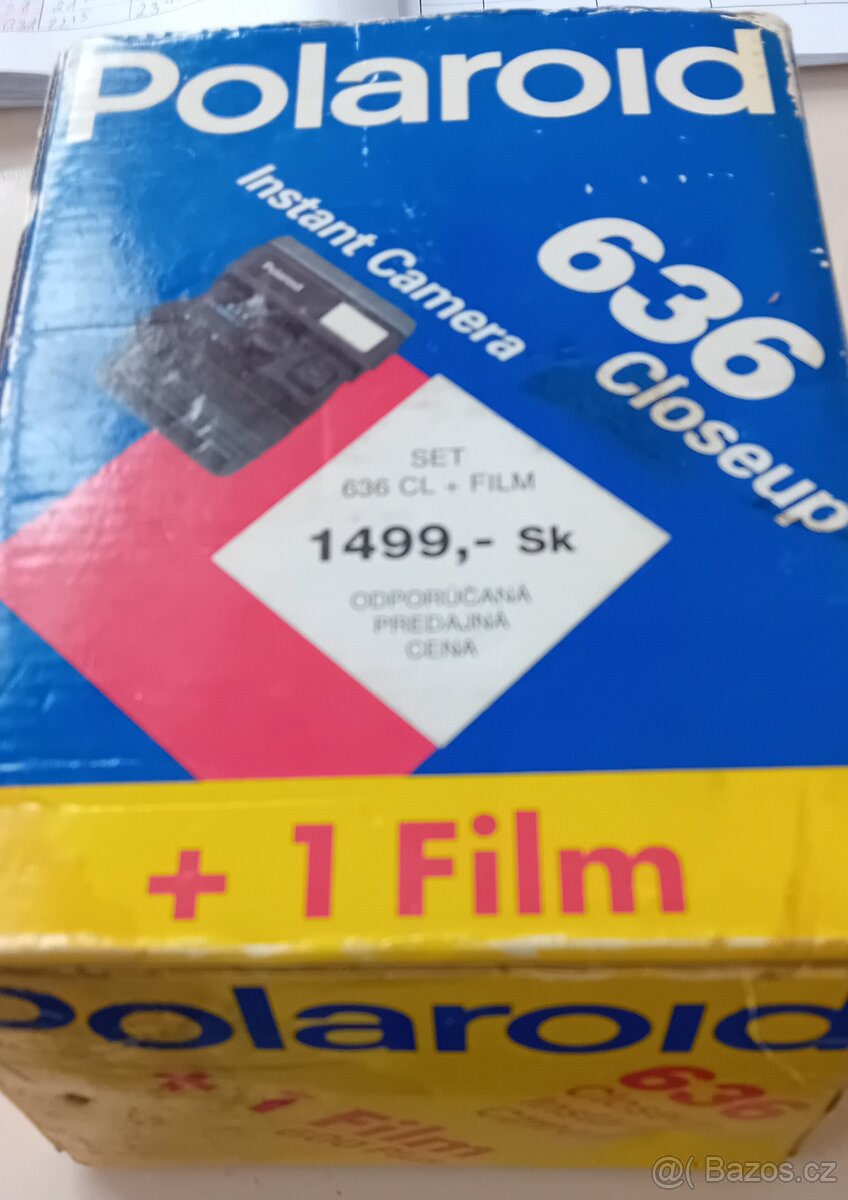 Polaroid
Instant Camera
636
Closeup
Polaroid
SET
636 CL + FILM
1499,- Sk
ODPORÚČANÁ
PREDAJNÁ
CENA
+ 1 Film
Polaroid
636
+ 1 Film
@ Bazos.cz